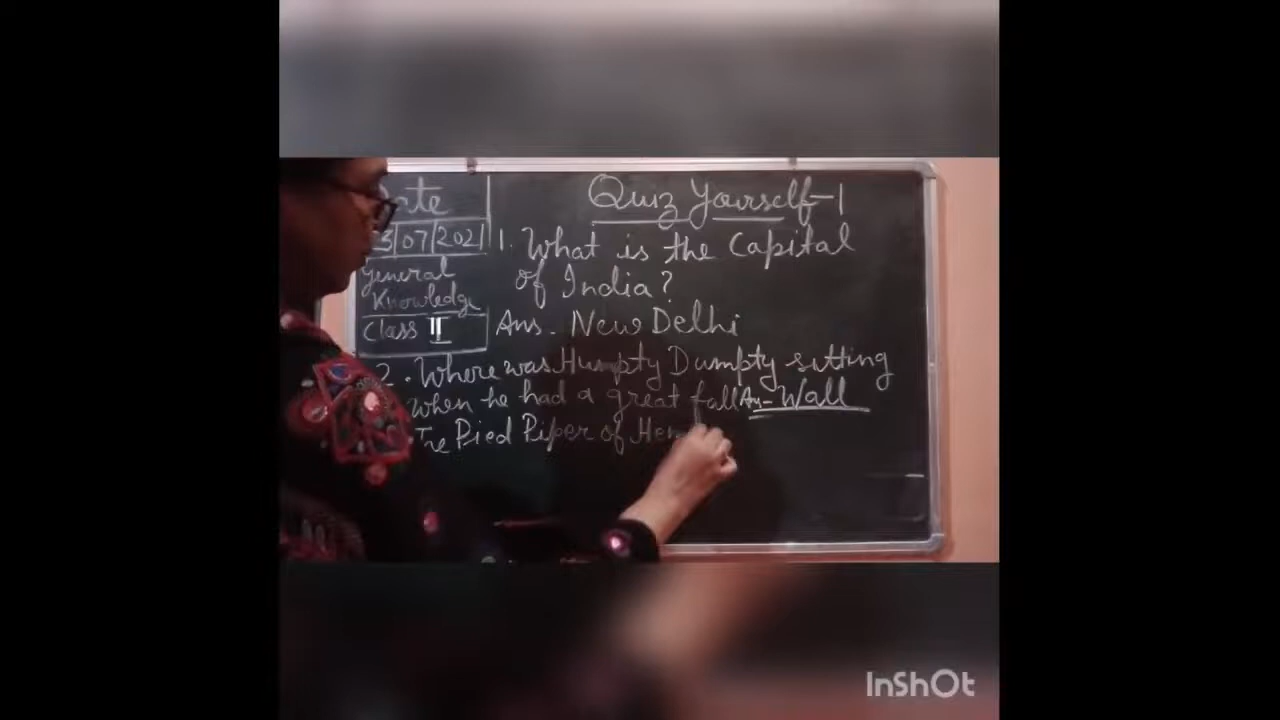 ate
Quiz Yourself-1
3/07/2021
General
Knowledge
Class II
1. What is the Capital
of India?
Ans. New Delhi
2. Where was Humpty Dumpty sitting
when he had a great fall Ans- Wall
The Pied Piper of Ham
InShOt